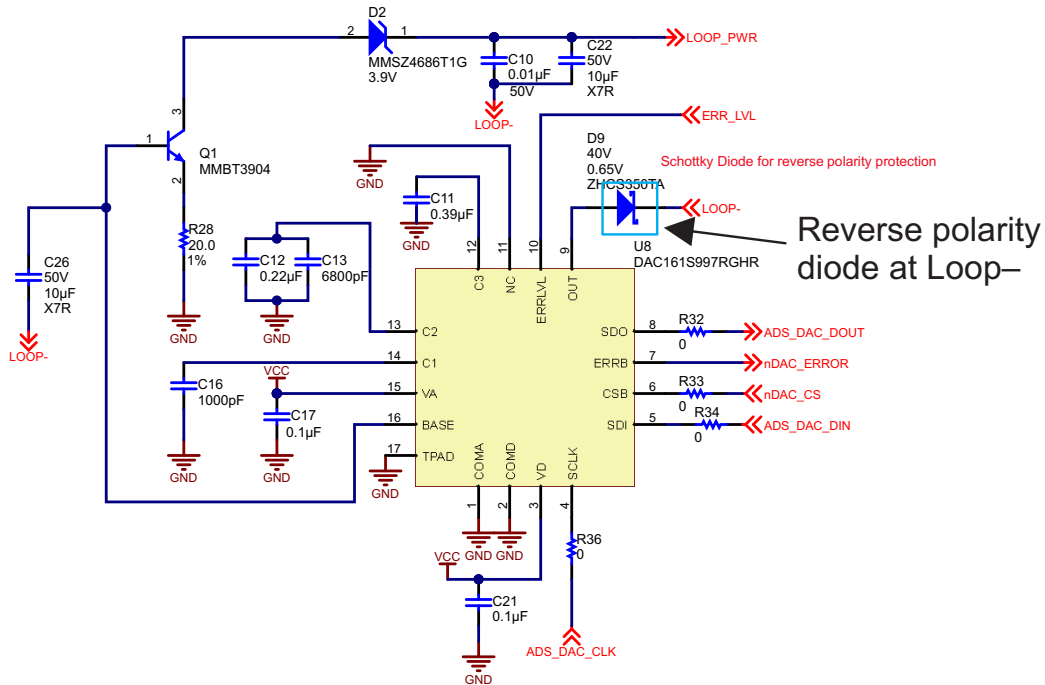 D2
2
1
MMSZ4686T1G
3.9V
C10
0.01µF
50V
LOOP-
C22
50V
10µF
X7R
LOOP_PWR
ERR_LVL
3
1
2
Q1
MMBT3904
GND
C11
0.39µF
GND
D9
40V
0.65V
ZHCS350TA
Schottky Diode for reverse polarity protection
LOOP-
Reverse polarity
diode at Loop–
U8
DAC161S997RGHR
C26
50V
10µF
X7R
LOOP-
R28
20.0
1%
GND
C12
0.22µF
C13
6800pF
GND
12
11
10
9
C3
NC
ERRLVL
OUT
13
C2
14
C1
15
VA
16
BASE
17
TPAD
SDO
8
R32
0
ADS_DAC_DOUT
ERRB
7
nDAC_ERROR
CSB
6
R33
0
nDAC_CS
SDI
5
R34
0
ADS_DAC_DIN
C16
1000pF
GND
VCC
C17
0.1µF
GND
GND
COMA
COMD
VD
SCLK
1
2
3
4
GND
GND
VCC
C21
0.1µF
GND
R36
0
ADS_DAC_CLK